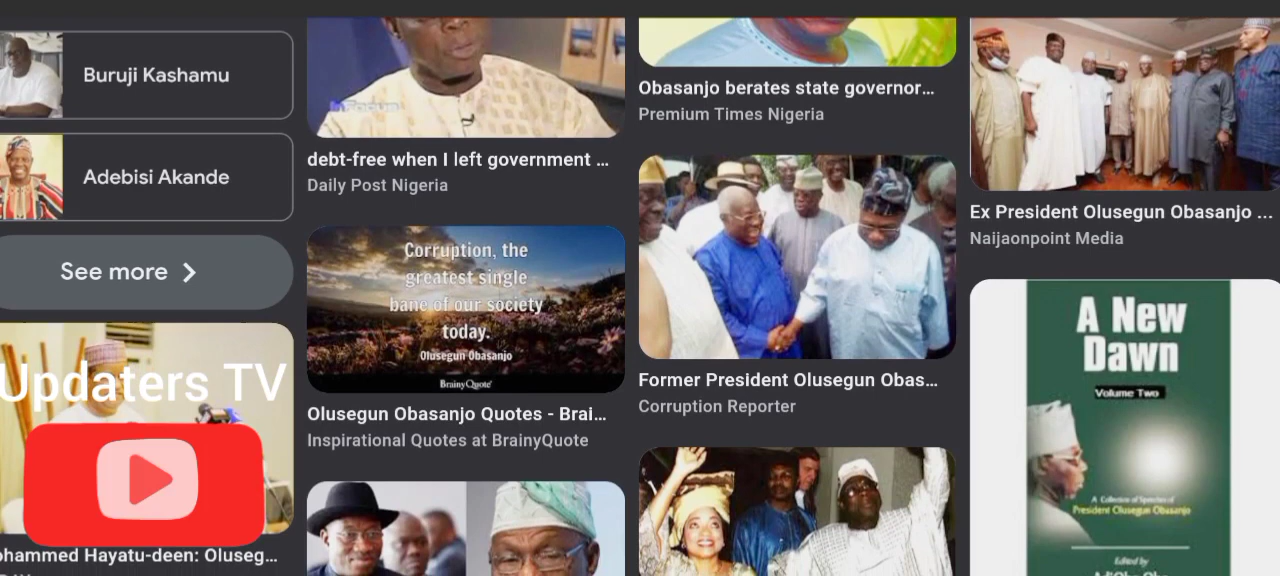 Buruji Kashamu
Adebisi Akande
See more
Updaters TV
ohammed Hayatu-deen: Oluseg...
InFocus
debt-free when I left government ...
Daily Post Nigeria
Corruption, the
greatest single
bane of our society
today.
Olusegun Obasanjo
BrainyQuote
Olusegun Obasanjo Quotes - Brai...
Inspirational Quotes at BrainyQuote
Obasanjo berates state governor...
Premium Times Nigeria
Former President Olusegun Obas...
Corruption Reporter
Ex President Olusegun Obasanjo ...
Naijaonpoint Media
A New
Dawn
Volume Two
A Collection of Speeches of
President Olusegun Obasanjo
Edited by